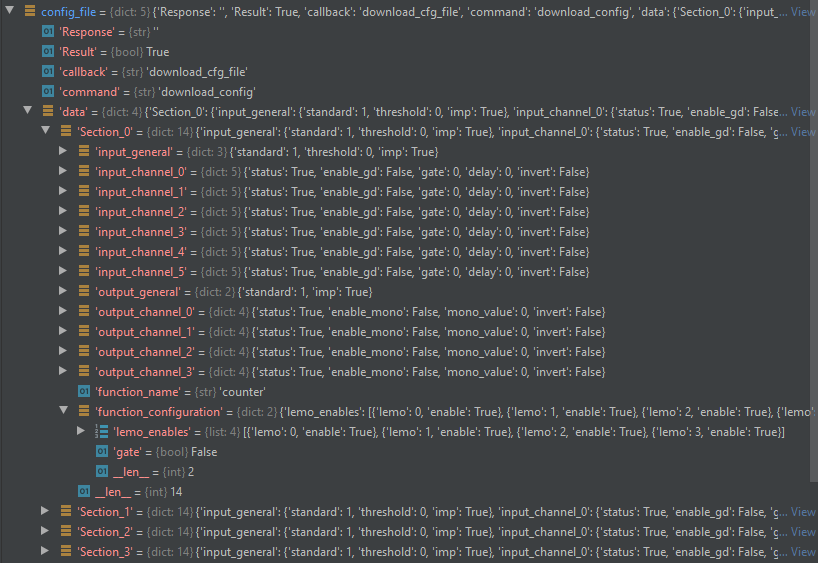 config_file = {dict: 5} {'Response': '', 'Result': True, 'callback': 'download_cfg_file', 'command': 'download_config', 'data': {'Section_0': {'input_... View
'Response' = {str} ''
'Result' = {bool} True
'callback' = {str} 'download_cfg_file'
'command' = {str} 'download_config'
'data' = {dict: 4} {'Section_0': {'input_general': {'standard': 1, 'threshold': 0, 'imp': True}, 'input_channel_0': {'status': True, 'enable_gd': False... View
'Section_0' = {dict: 14} {'input_general': {'standard': 1, 'threshold': 0, 'imp': True}, 'input_channel_0': {'status': True, 'enable_gd': False, 'g... View
'input_general' = {dict: 3} {'standard': 1, 'threshold': 0, 'imp': True}
'input_channel_0' = {dict: 5} {'status': True, 'enable_gd': False, 'gate': 0, 'delay': 0, 'invert': False}
'input_channel_1' = {dict: 5} {'status': True, 'enable_gd': False, 'gate': 0, 'delay': 0, 'invert': False}
'input_channel_2' = {dict: 5} {'status': True, 'enable_gd': False, 'gate': 0, 'delay': 0, 'invert': False}
'input_channel_3' = {dict: 5} {'status': True, 'enable_gd': False, 'gate': 0, 'delay': 0, 'invert': False}
'input_channel_4' = {dict: 5} {'status': True, 'enable_gd': False, 'gate': 0, 'delay': 0, 'invert': False}
'input_channel_5' = {dict: 5} {'status': True, 'enable_gd': False, 'gate': 0, 'delay': 0, 'invert': False}
'output_general' = {dict: 2} {'standard': 1, 'imp': True}
'output_channel_0' = {dict: 4} {'status': True, 'enable_mono': False, 'mono_value': 0, 'invert': False}
'output_channel_1' = {dict: 4} {'status': True, 'enable_mono': False, 'mono_value': 0, 'invert': False}
'output_channel_2' = {dict: 4} {'status': True, 'enable_mono': False, 'mono_value': 0, 'invert': False}
'output_channel_3' = {dict: 4} {'status': True, 'enable_mono': False, 'mono_value': 0, 'invert': False}
'function_name' = {str} 'counter'
'function_configuration' = {dict: 2} {'lemo_enables': [{'lemo': 0, 'enable': True}, {'lemo': 1, 'enable': True}, {'lemo': 2, 'enable': True}, {'lemo':
'lemo_enables' = {list: 4} [{'lemo': 0, 'enable': True}, {'lemo': 1, 'enable': True}, {'lemo': 2, 'enable': True}, {'lemo': 3, 'enable': True}]
'gate' = {bool} False
__len__ = {int} 2
__len__ = {int} 14
'Section_1' = {dict: 14} {'input_general': {'standard': 1, 'threshold': 0, 'imp': True}, 'input_channel_0': {'status': True, 'enable_gd': False, 'g... View
'Section_2' = {dict: 14} {'input_general': {'standard': 1, 'threshold': 0, 'imp': True}, 'input_channel_0': {'status': True, 'enable_gd': False, 'g... View
'Section_3' = {dict: 14} {'input_general': {'standard': 1, 'threshold': 0, 'imp': True}, 'input_channel_0': {'status': True, 'enable_gd': False, 'g... View